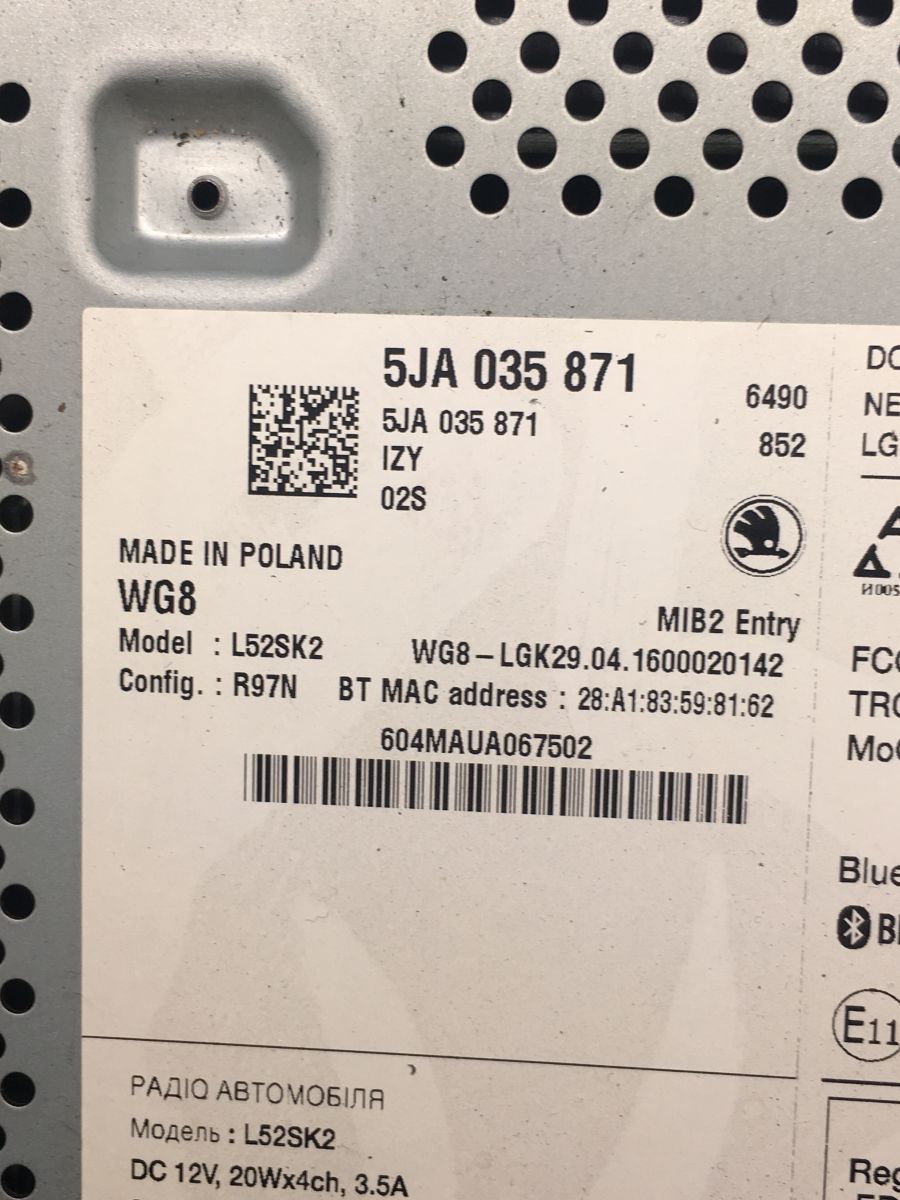 5JA 035 871
5JA 035 871
IZY
02S
6490
852
MADE IN POLAND
WG8
MIB2 Entry
Model : L52SK2
WG8-LGK29.04.1600020142
Config. : R97N BT MAC address : 28:A1:83:59:81:62
604MAUA067502
РАДІО АВТОМОБІЛЯ
Модель : L52SK2
DC 12V, 20Wx4ch, 3.5A
LG
E11